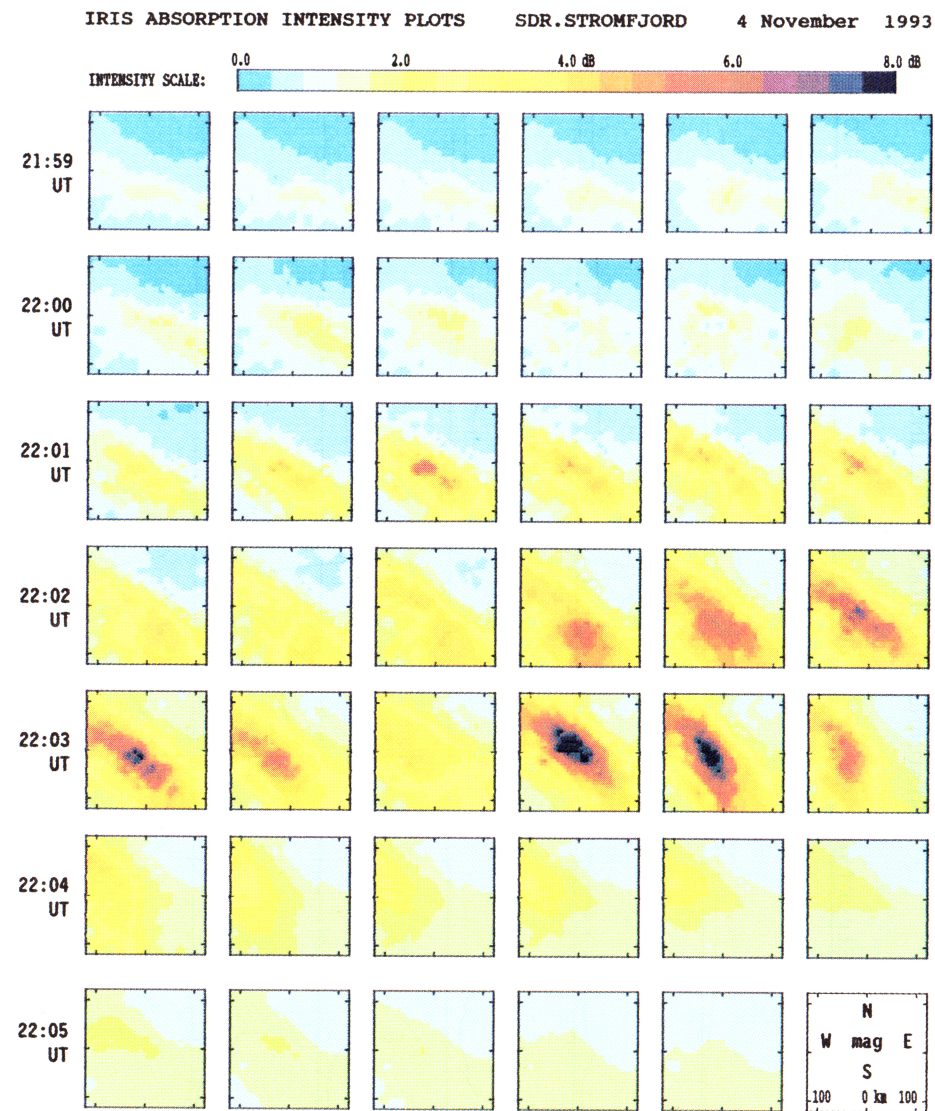 IRIS ABSORPTION INTENSITY PLOTS SDR.STROMFJORD 4 November 1993
0.0 2.0 4.0 dB 6.0 8.0 dB
INTENSITY SCALE:
21:59
UT
22:00
UT
22:01
UT
22:02
UT
22:03
UT
22:04
UT
22:05
UT
N
W mag E
S
100 0 km 100